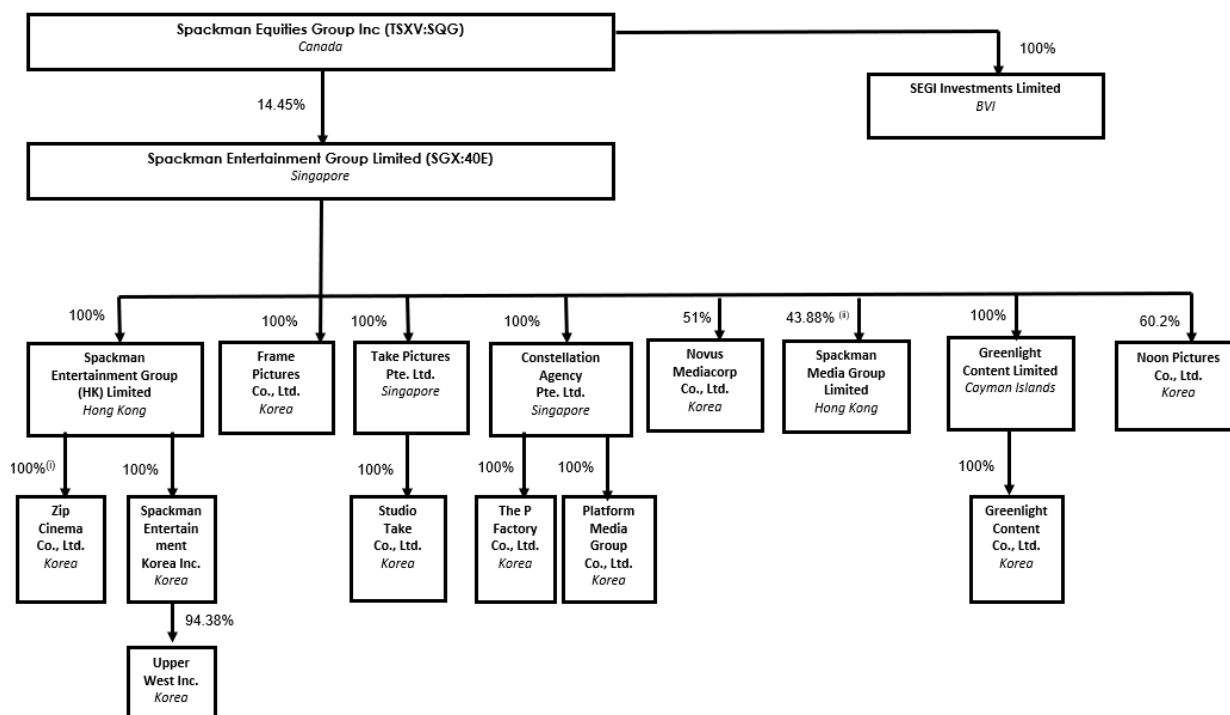 Spackman Equities Group Inc (TSXV:SQG)
Canada
100%
SEGI Investments Limited
BVI
14.45%
Spackman Entertainment Group Limited (SGX:40E)
Singapore
100%
Spackman
Entertainment Group
(HK) Limited
Hong Kong
100%
Frame
Pictures
Co., Ltd.
Korea
100%
Take Pictures
Pte. Ltd.
Singapore
100%
Constellation
Agency
Pte. Ltd.
Singapore
51%
Novus
Mediacorp
Co., Ltd.
Korea
43.88% (ii)
Spackman
Media Group
Limited
Hong Kong
100%
Greenlight
Content Limited
Cayman Islands
60.2%
Noon Pictures
Co., Ltd.
Korea
100%(i)
Zip
Cinema
Co., Ltd.
Korea
100%
Spackman
Entertain
ment
Korea Inc.
Korea
100%
Studio
Take
Co., Ltd.
Korea
100%
The P
Factory
Co., Ltd.
Korea
100%
Platform
Media
Group
Co., Ltd.
Korea
100%
Greenlight
Content
Co., Ltd.
Korea
94.38%
Upper
West Inc.
Korea